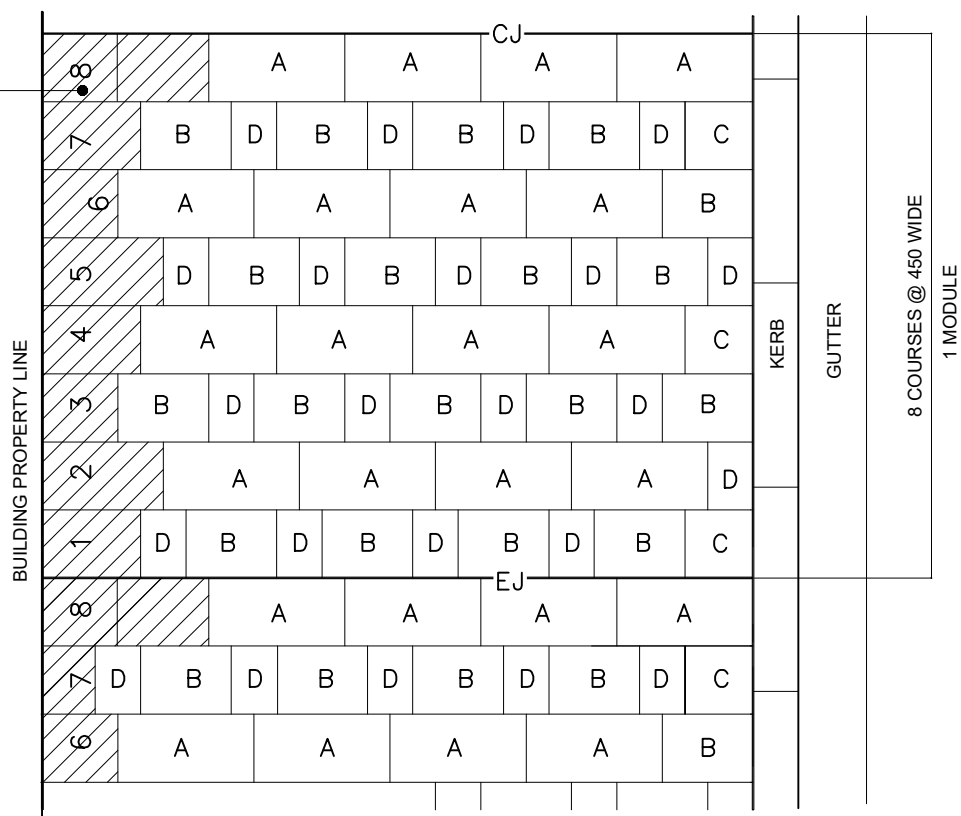 CJ
8 A A A A
7 B D B D B D B D C
6 A A A A B
5 D B D B D B D B D
4 A A A A C
3 B D B D B D B D B
2 A A A A D
1 D B D B D B D B C
EJ
8 A A A A
7 D B D B D B D B D C
6 A A A A B
BUILDING PROPERTY LINE
KERB
GUTTER
8 COURSES @ 450 WIDE
1 MODULE